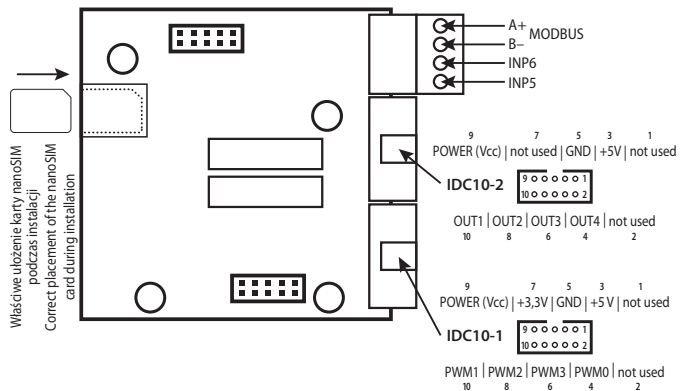 A+
B–
MODBUS
INP6
INP5
9 7 5 3 1
POWER (Vcc) | not used | GND | +5V | not used
IDC10-2
9 1
10 2
OUT1 | OUT2 | OUT3 | OUT4 | not used
10 8 6 4 2
9 7 5 3 1
POWER (Vcc) | +3,3V | GND | +5 V | not used
IDC10-1
9 1
10 2
PWM1 | PWM2 | PWM3 | PWM0 | not used
10 8 6 4 2
Właściwe ułożenie karty nanoSIM
podczas instalacji
Correct placement of the nanoSIM
card during installation